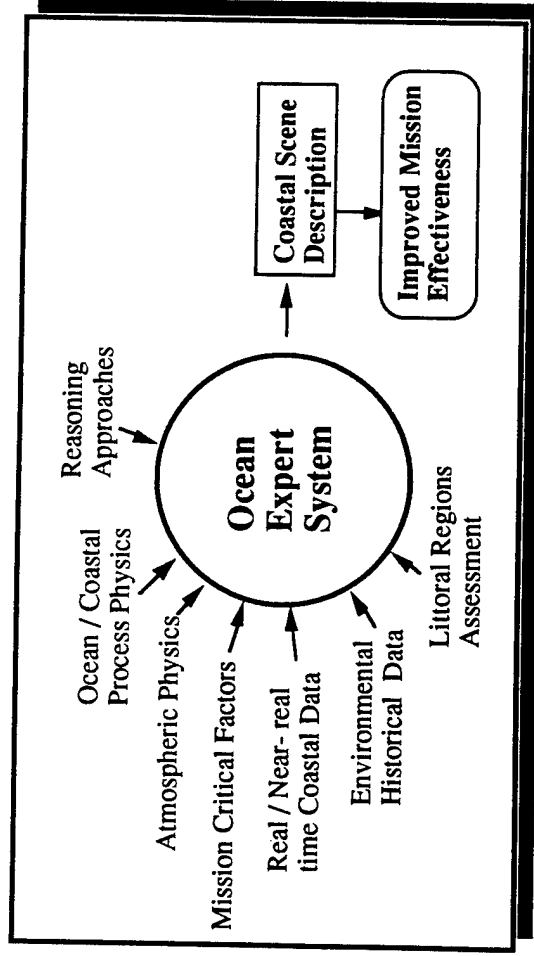 Reasoning
Approaches
Ocean / Coastal
Process Physics
Atmospheric Physics
Mission Critical Factors
Real / Near- real
time Coastal Data
Environmental
Historical Data
Littoral Regions
Assessment
Ocean
Expert
System
Coastal Scene
Description
Improved Mission
Effectiveness